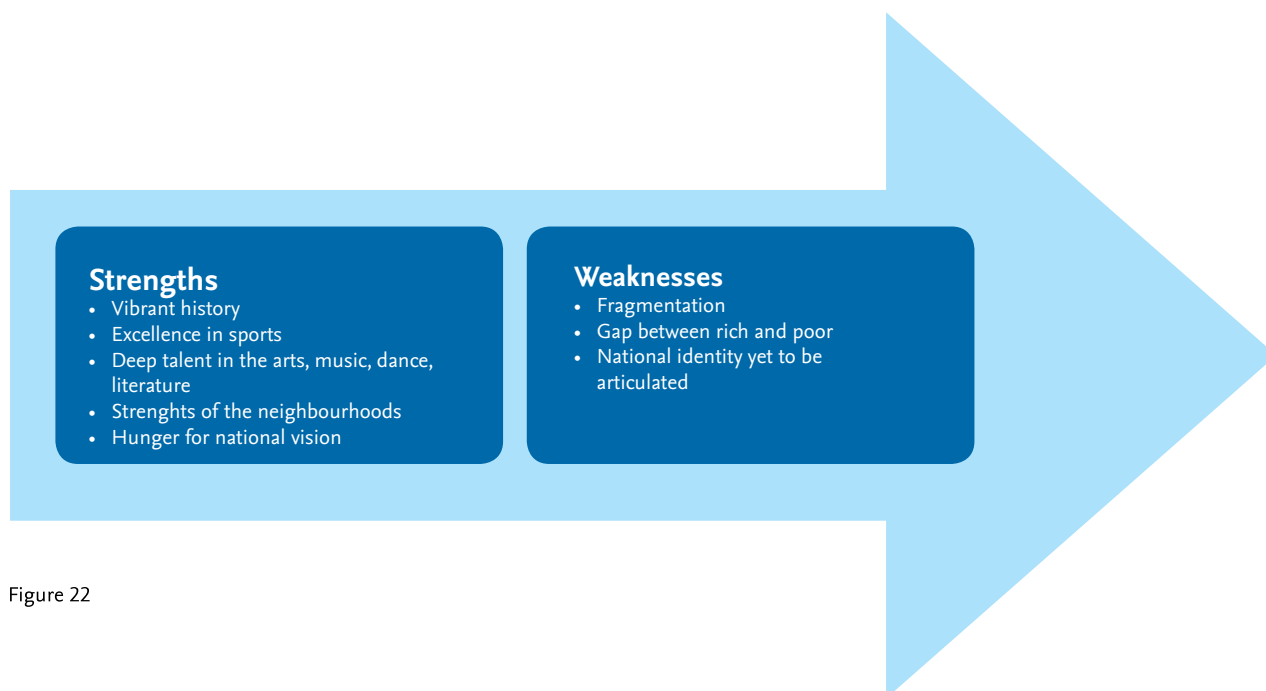 Strengths
• Vibrant history
• Excellence in sports
• Deep talent in the arts, music, dance,
literature
• Strenghts of the neighbourhoods
• Hunger for national vision
Weaknesses
• Fragmentation
• Gap between rich and poor
• National identity yet to be
articulated
Figure 22